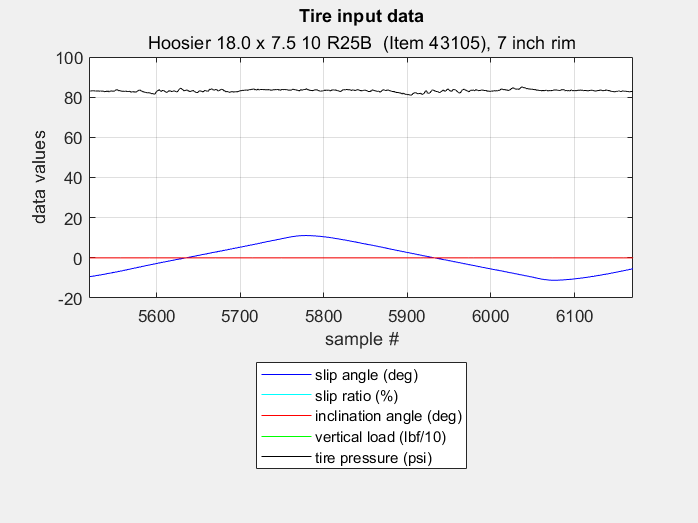 Tire input data
Hoosier 18.0 x 7.5 10 R25B (Item 43105), 7 inch rim
100
80
60
40
20
0
-20
data values
5600 5700 5800 5900 6000 6100
sample #
slip angle (deg)
slip ratio (%)
inclination angle (deg)
vertical load (lbf/10)
tire pressure (psi)